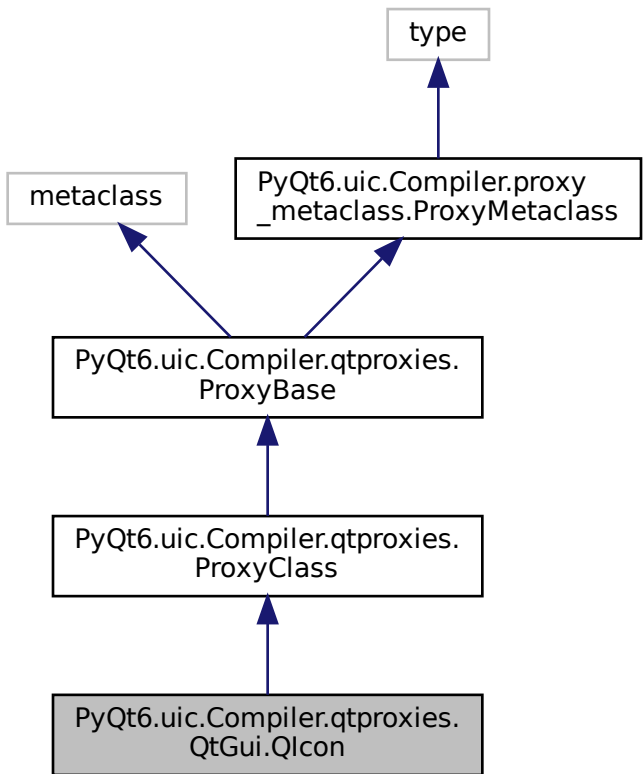 type
PyQt6.uic.Compiler.proxy
_metaclass.ProxyMetaclass
metaclass
PyQt6.uic.Compiler.qtproxies.
ProxyBase
PyQt6.uic.Compiler.qtproxies.
ProxyClass
PyQt6.uic.Compiler.qtproxies.
QtGui.QIcon